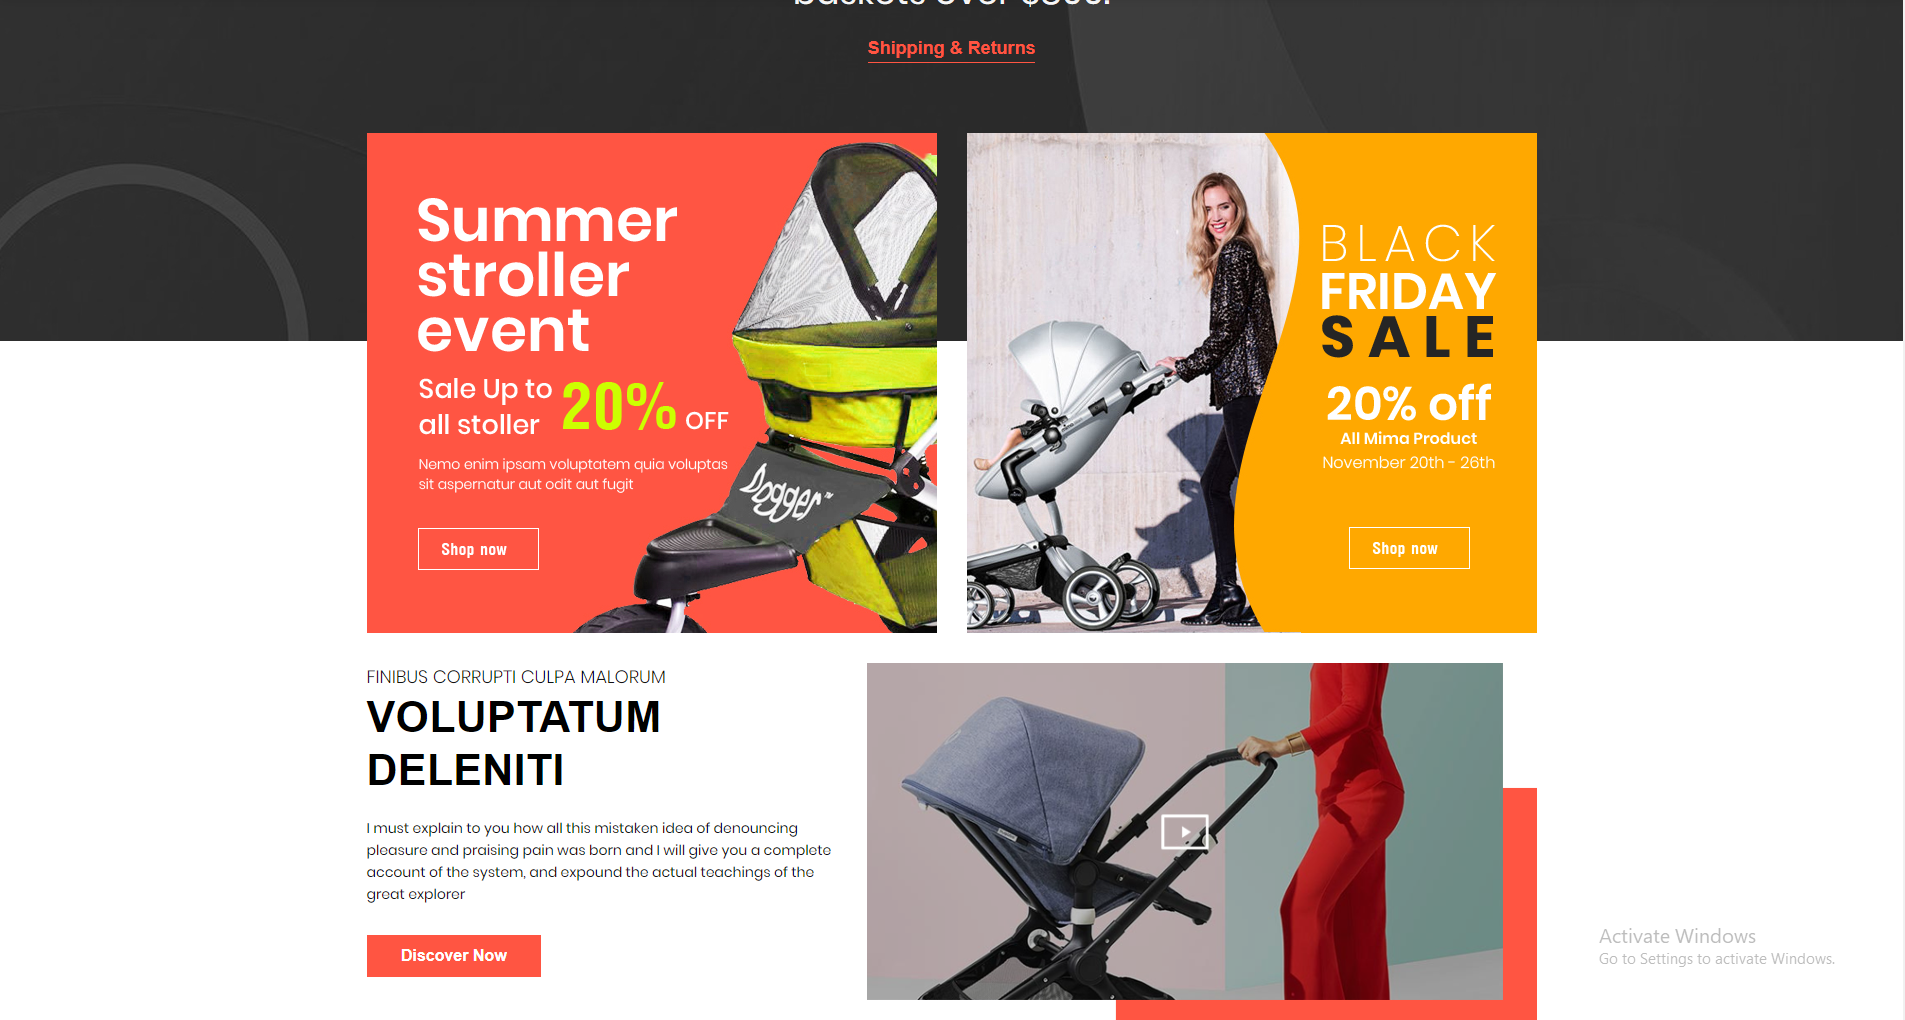 baskets over
Shipping & Returns
Summer
stroller
event
Sale Up to
all stoller
20% OFF
Nemo enim ipsam voluptatem quia voluptas
sit aspernatur aut odit aut fugit
Shop now
Dogger™
BLACK
FRIDAY
SALE
20% off
All Mima Product
November 20th - 26th
Shop now
FINIBUS CORRUPTI CULPA MALORUM
VOLUPTATUM
DELENITI
I must explain to you how all this mistaken idea of denouncing
pleasure and praising pain was born and I will give you a complete
account of the system, and expound the actual teachings of the
great explorer
Discover Now
Activate Windows
Go to Settings to activate Windows.